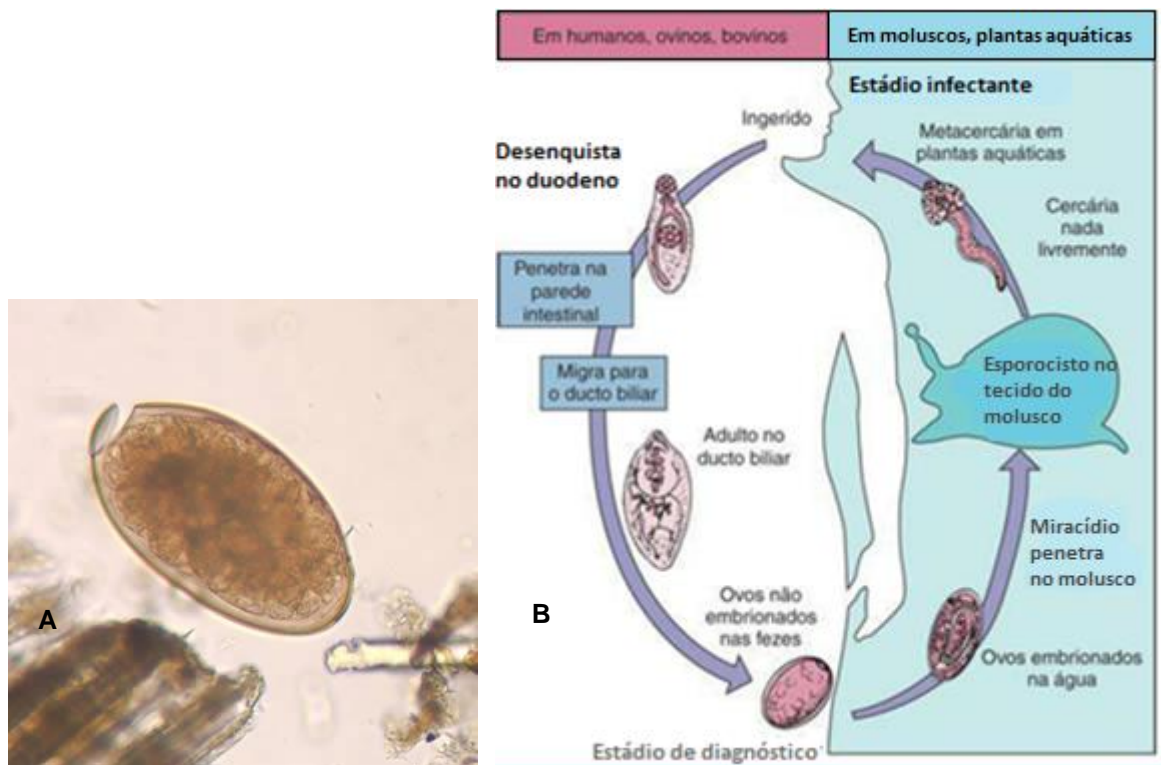 Em humanos, ovinos, bovinos
Em moluscos, plantas aquáticas
Estádio infectante
Ingerido
Metacercária em
plantas aquáticas
Desenquista
no duodeno
Cercária
nada
livremente
Penetra na
parede
intestinal
Migra para
o ducto biliar
Esporocisto no
tecido do
molusco
Adulto no
ducto biliar
Miracídio
penetra
no molusco
Ovos não
embrionados
nas fezes
Ovos embrionados
na água
Estádio de diagnóstico
A
B